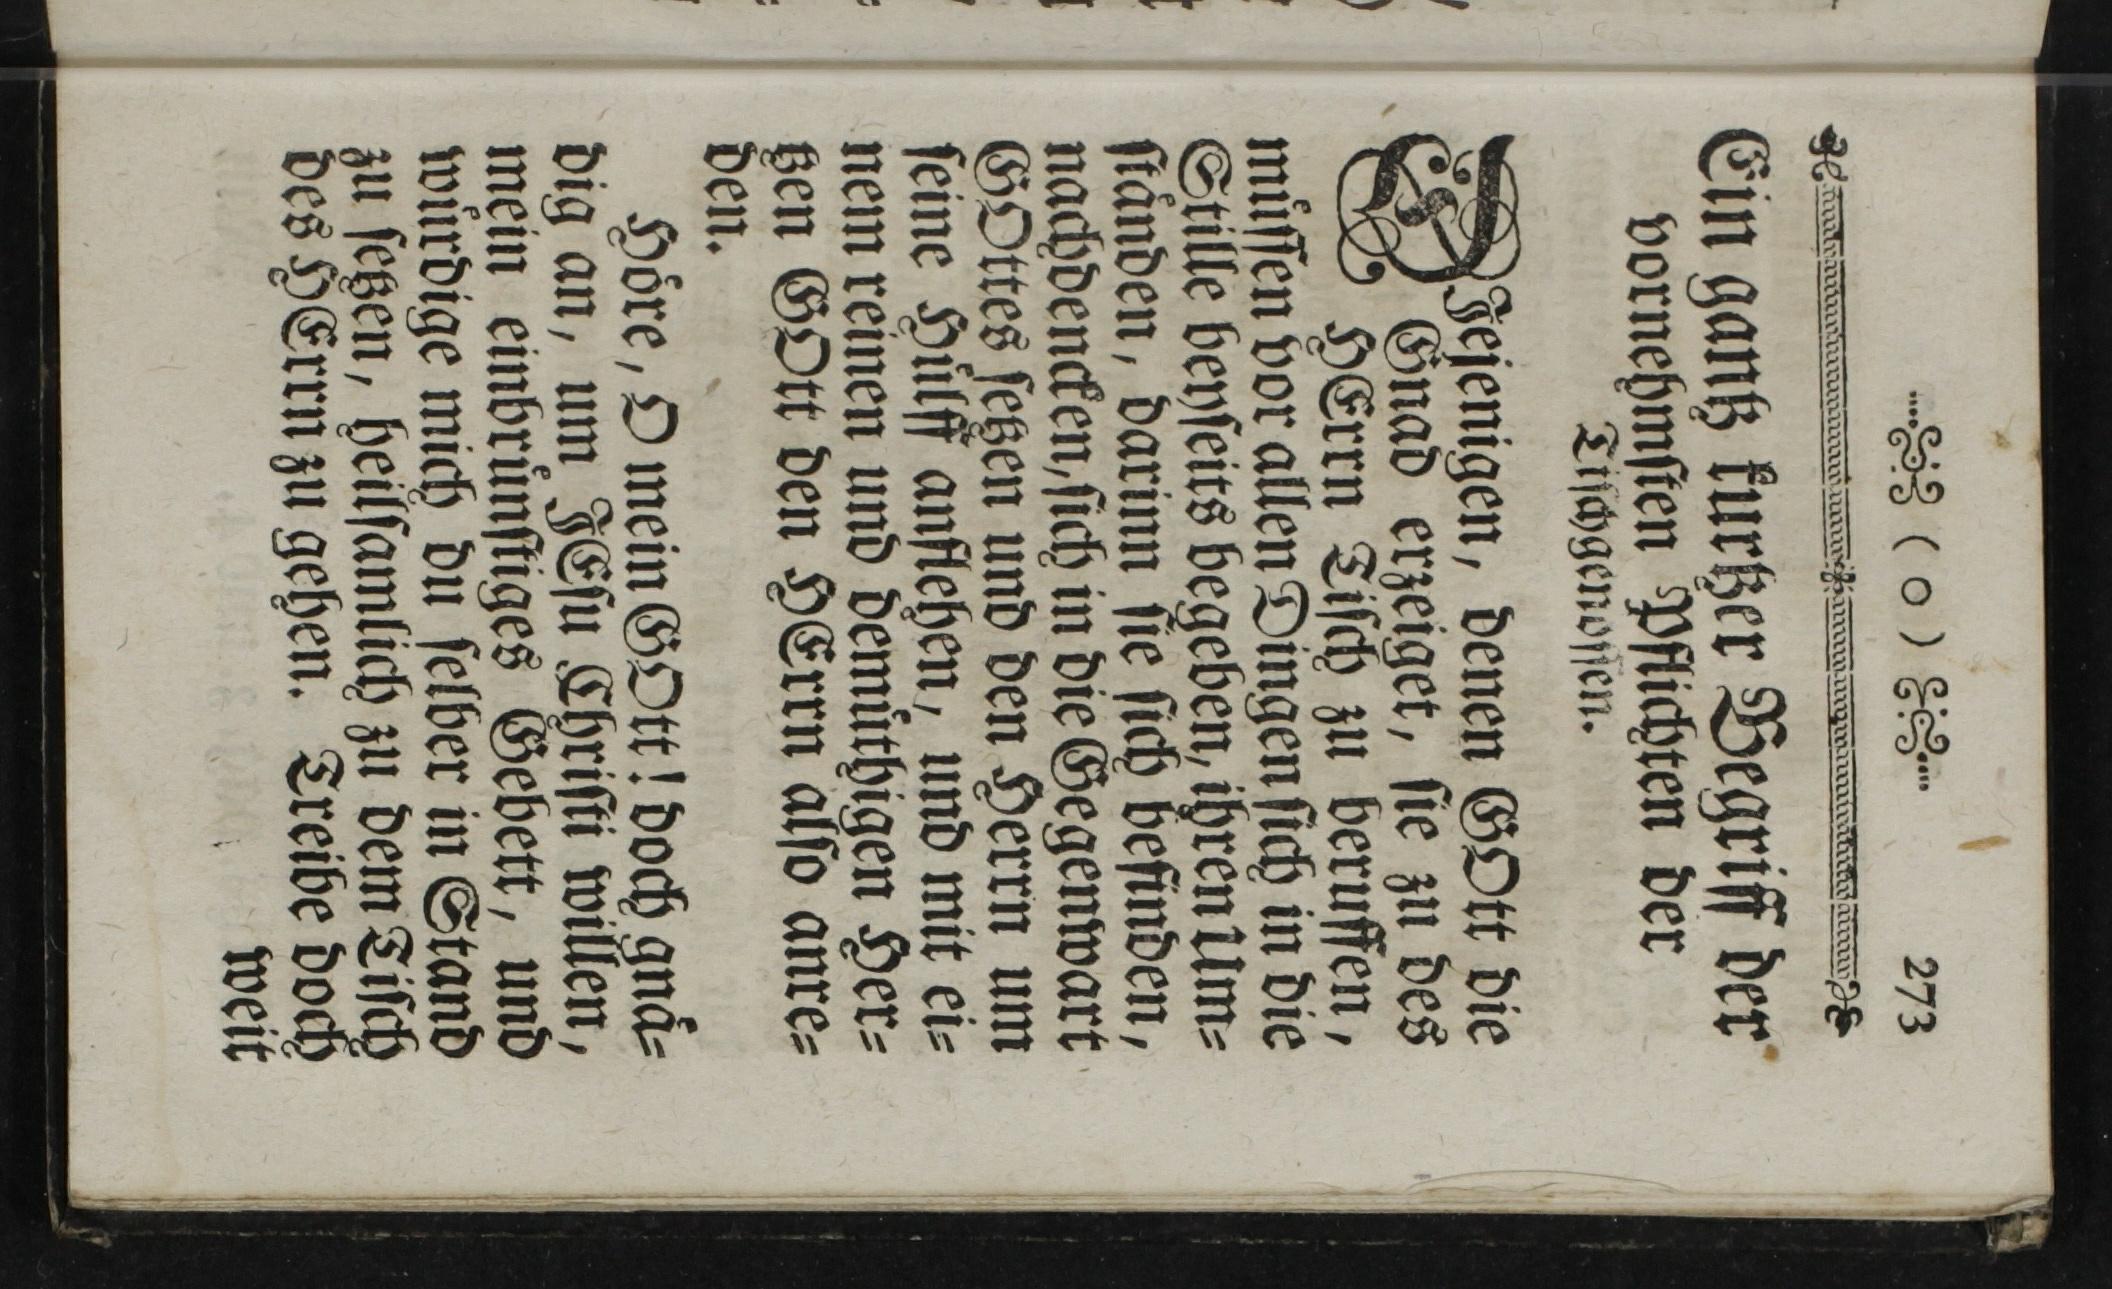 ( o ) 273
Ein gantz kurtzer Begriff der
vornehmsten Pflichten der
Tischgenossen.
DIejenigen, denen GOtt die
Gnad erzeiget, sie zu des
HErrn Tisch zu beruffen,
müssen vor allen Dingen sich in die
Stille beyseits begeben, ihren Um-
ständen, darinn sie sich befinden,
nachdencken, sich in die Gegenwart
GOttes setzen und den Herrn um
seine Hülff anflehen, und mit ei-
nem reinen und demüthigen Her-
tzen GOtt den HErrn also anre-
den.
Höre, O mein GOtt! doch gnä-
dig an, um JEsu Christi willen,
mein einbrünstiges Gebett, und
würdige mich du selber in Stand
zu setzen, heilsamlich zu dem Tisch
des HErrn zu gehen. Treibe doch
weit